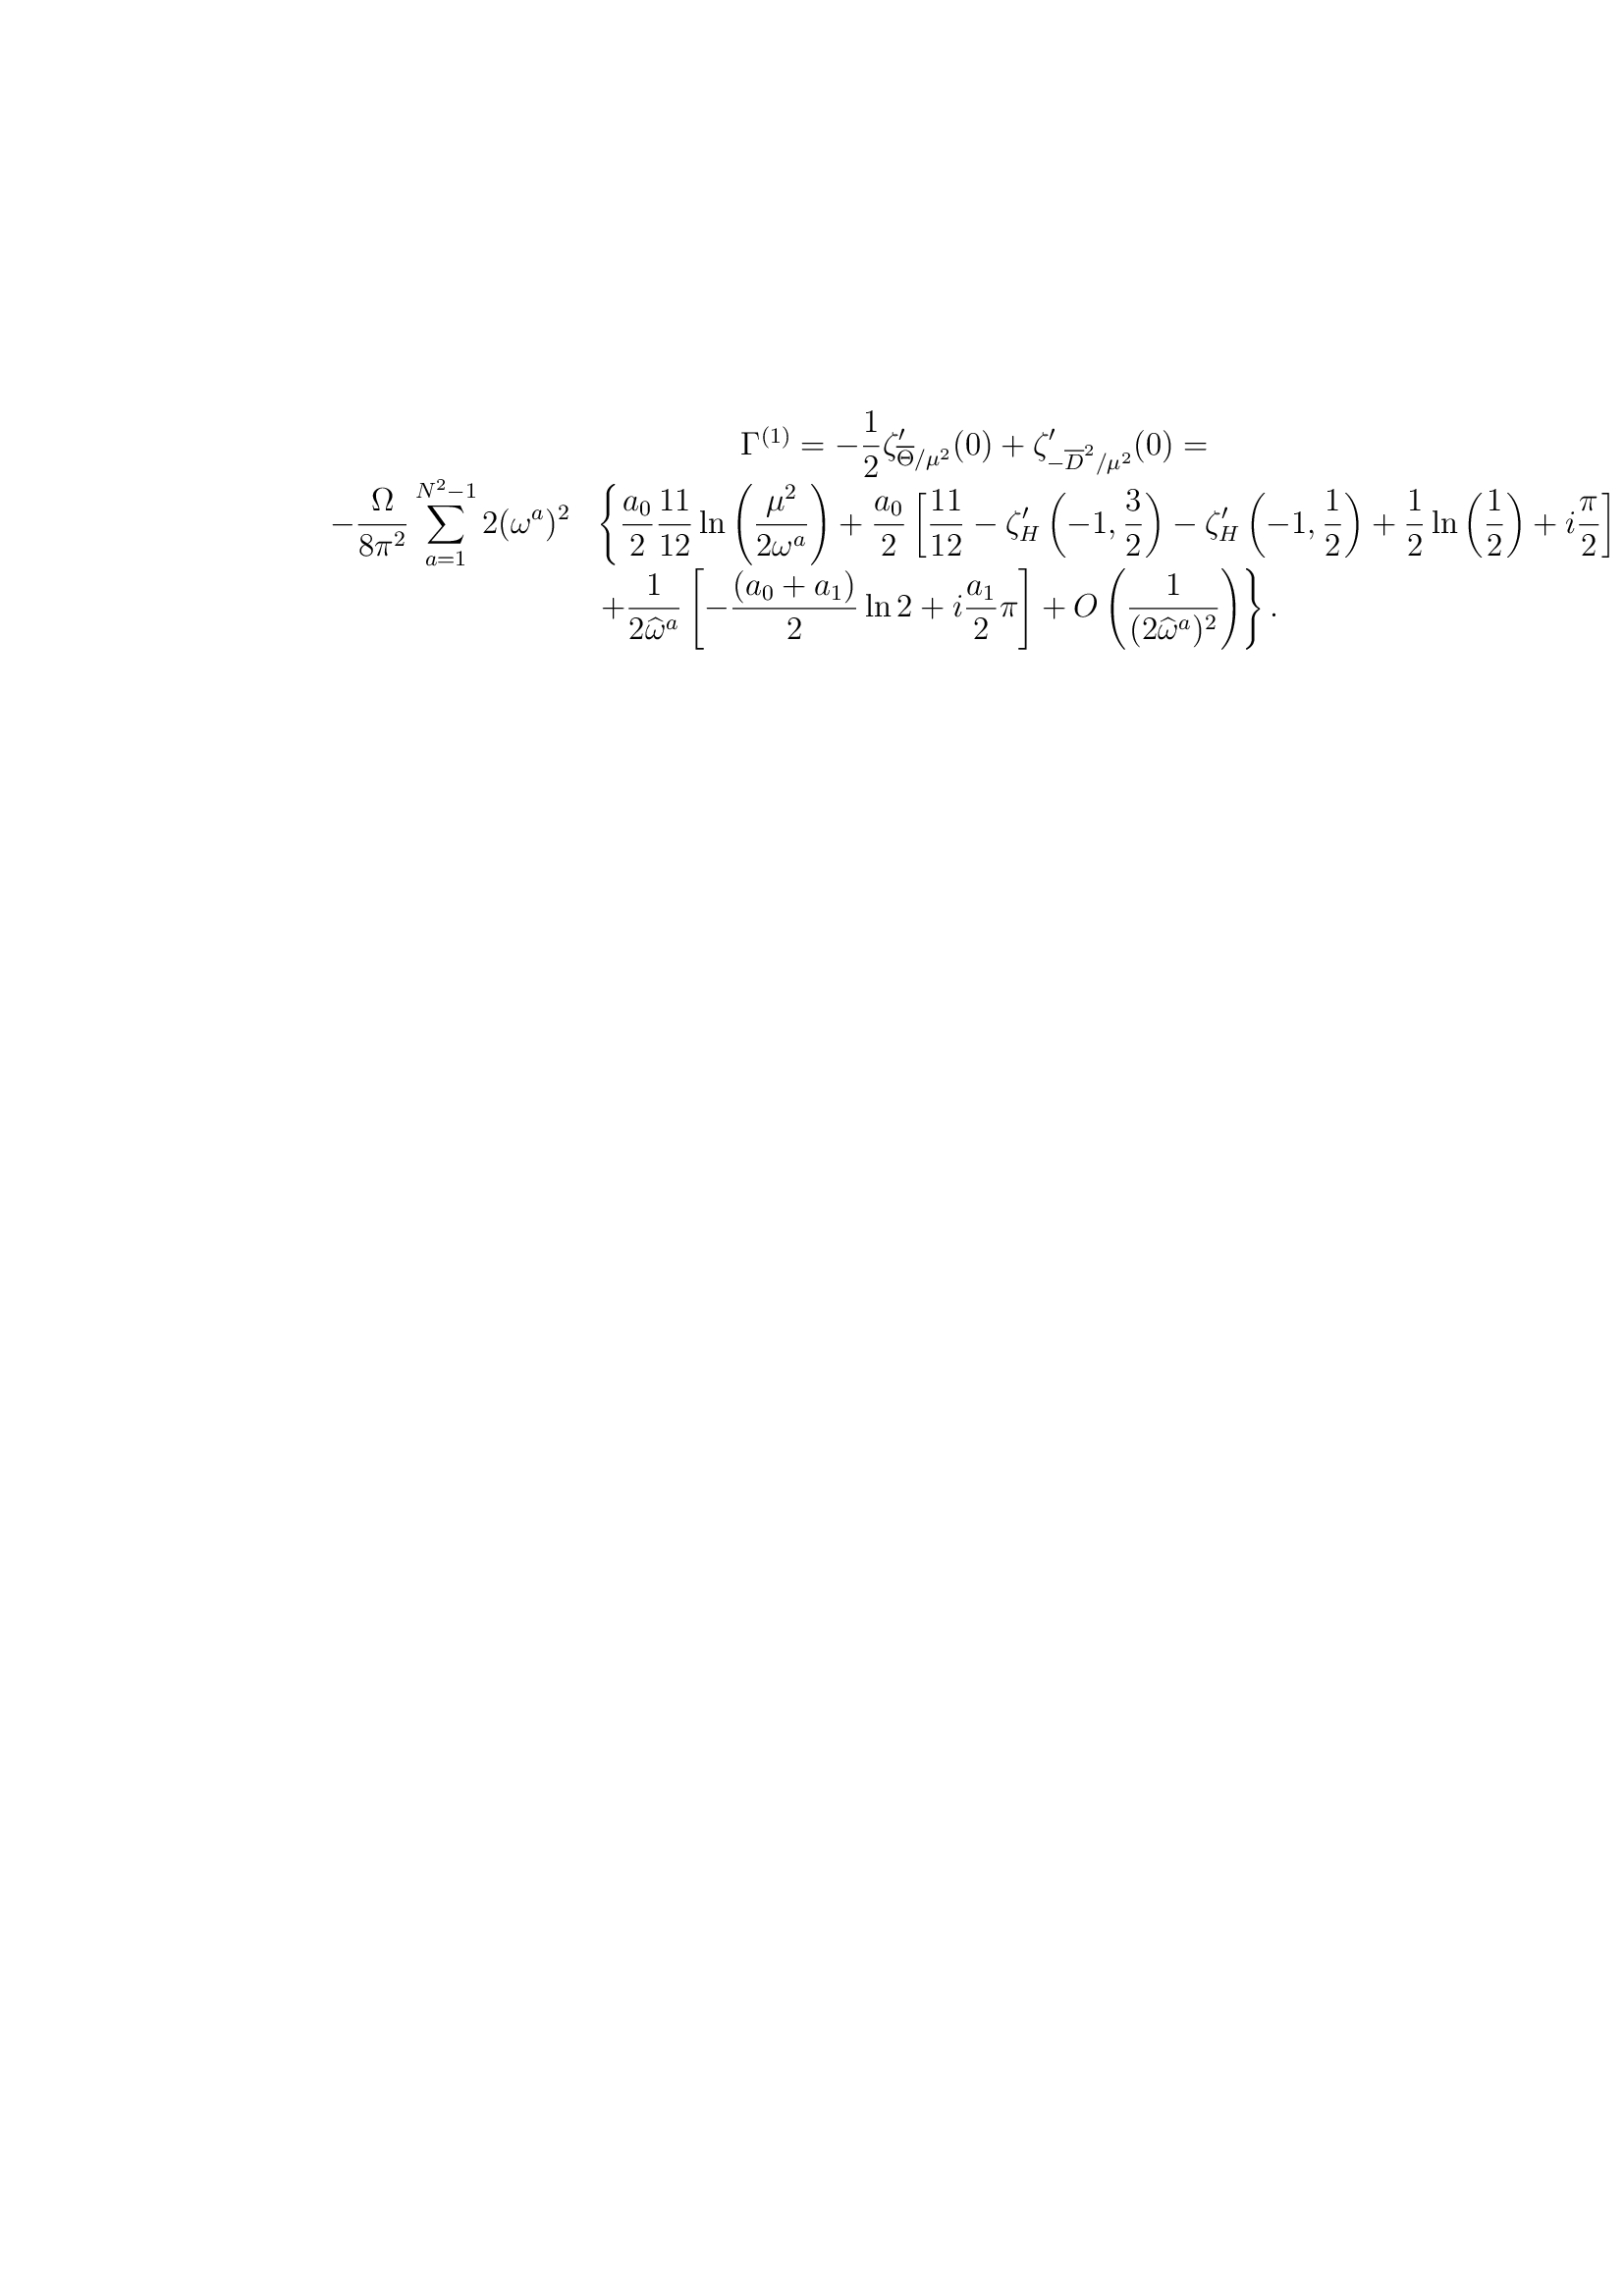 \Gamma^{(1)} = -\frac{1}{2}\zeta'_{\overline{\Theta}/\mu^2}(0) + \zeta'_{-\overline{D}^2/\mu^2}(0) =
-\frac{\Omega}{8\pi^2} \sum_{a=1}^{N^2-1} 2(\omega^a)^2 \left\{ \frac{a_0}{2}\frac{11}{12} \ln\left(\frac{\mu^2}{2\omega^a}\right) + \frac{a_0}{2}\left[\frac{11}{12} - \zeta'_H\left(-1,\frac{3}{2}\right) - \zeta'_H\left(-1,\frac{1}{2}\right) + \frac{1}{2}\ln\left(\frac{1}{2}\right) + i\frac{\pi}{2}\right]
+\frac{1}{2\widehat{\omega}^a}\left[-\frac{(a_0+a_1)}{2}\ln 2 + i\frac{a_1}{2}\pi\right] + O\left(\frac{1}{(2\widehat{\omega}^a)^2}\right)\right\}.